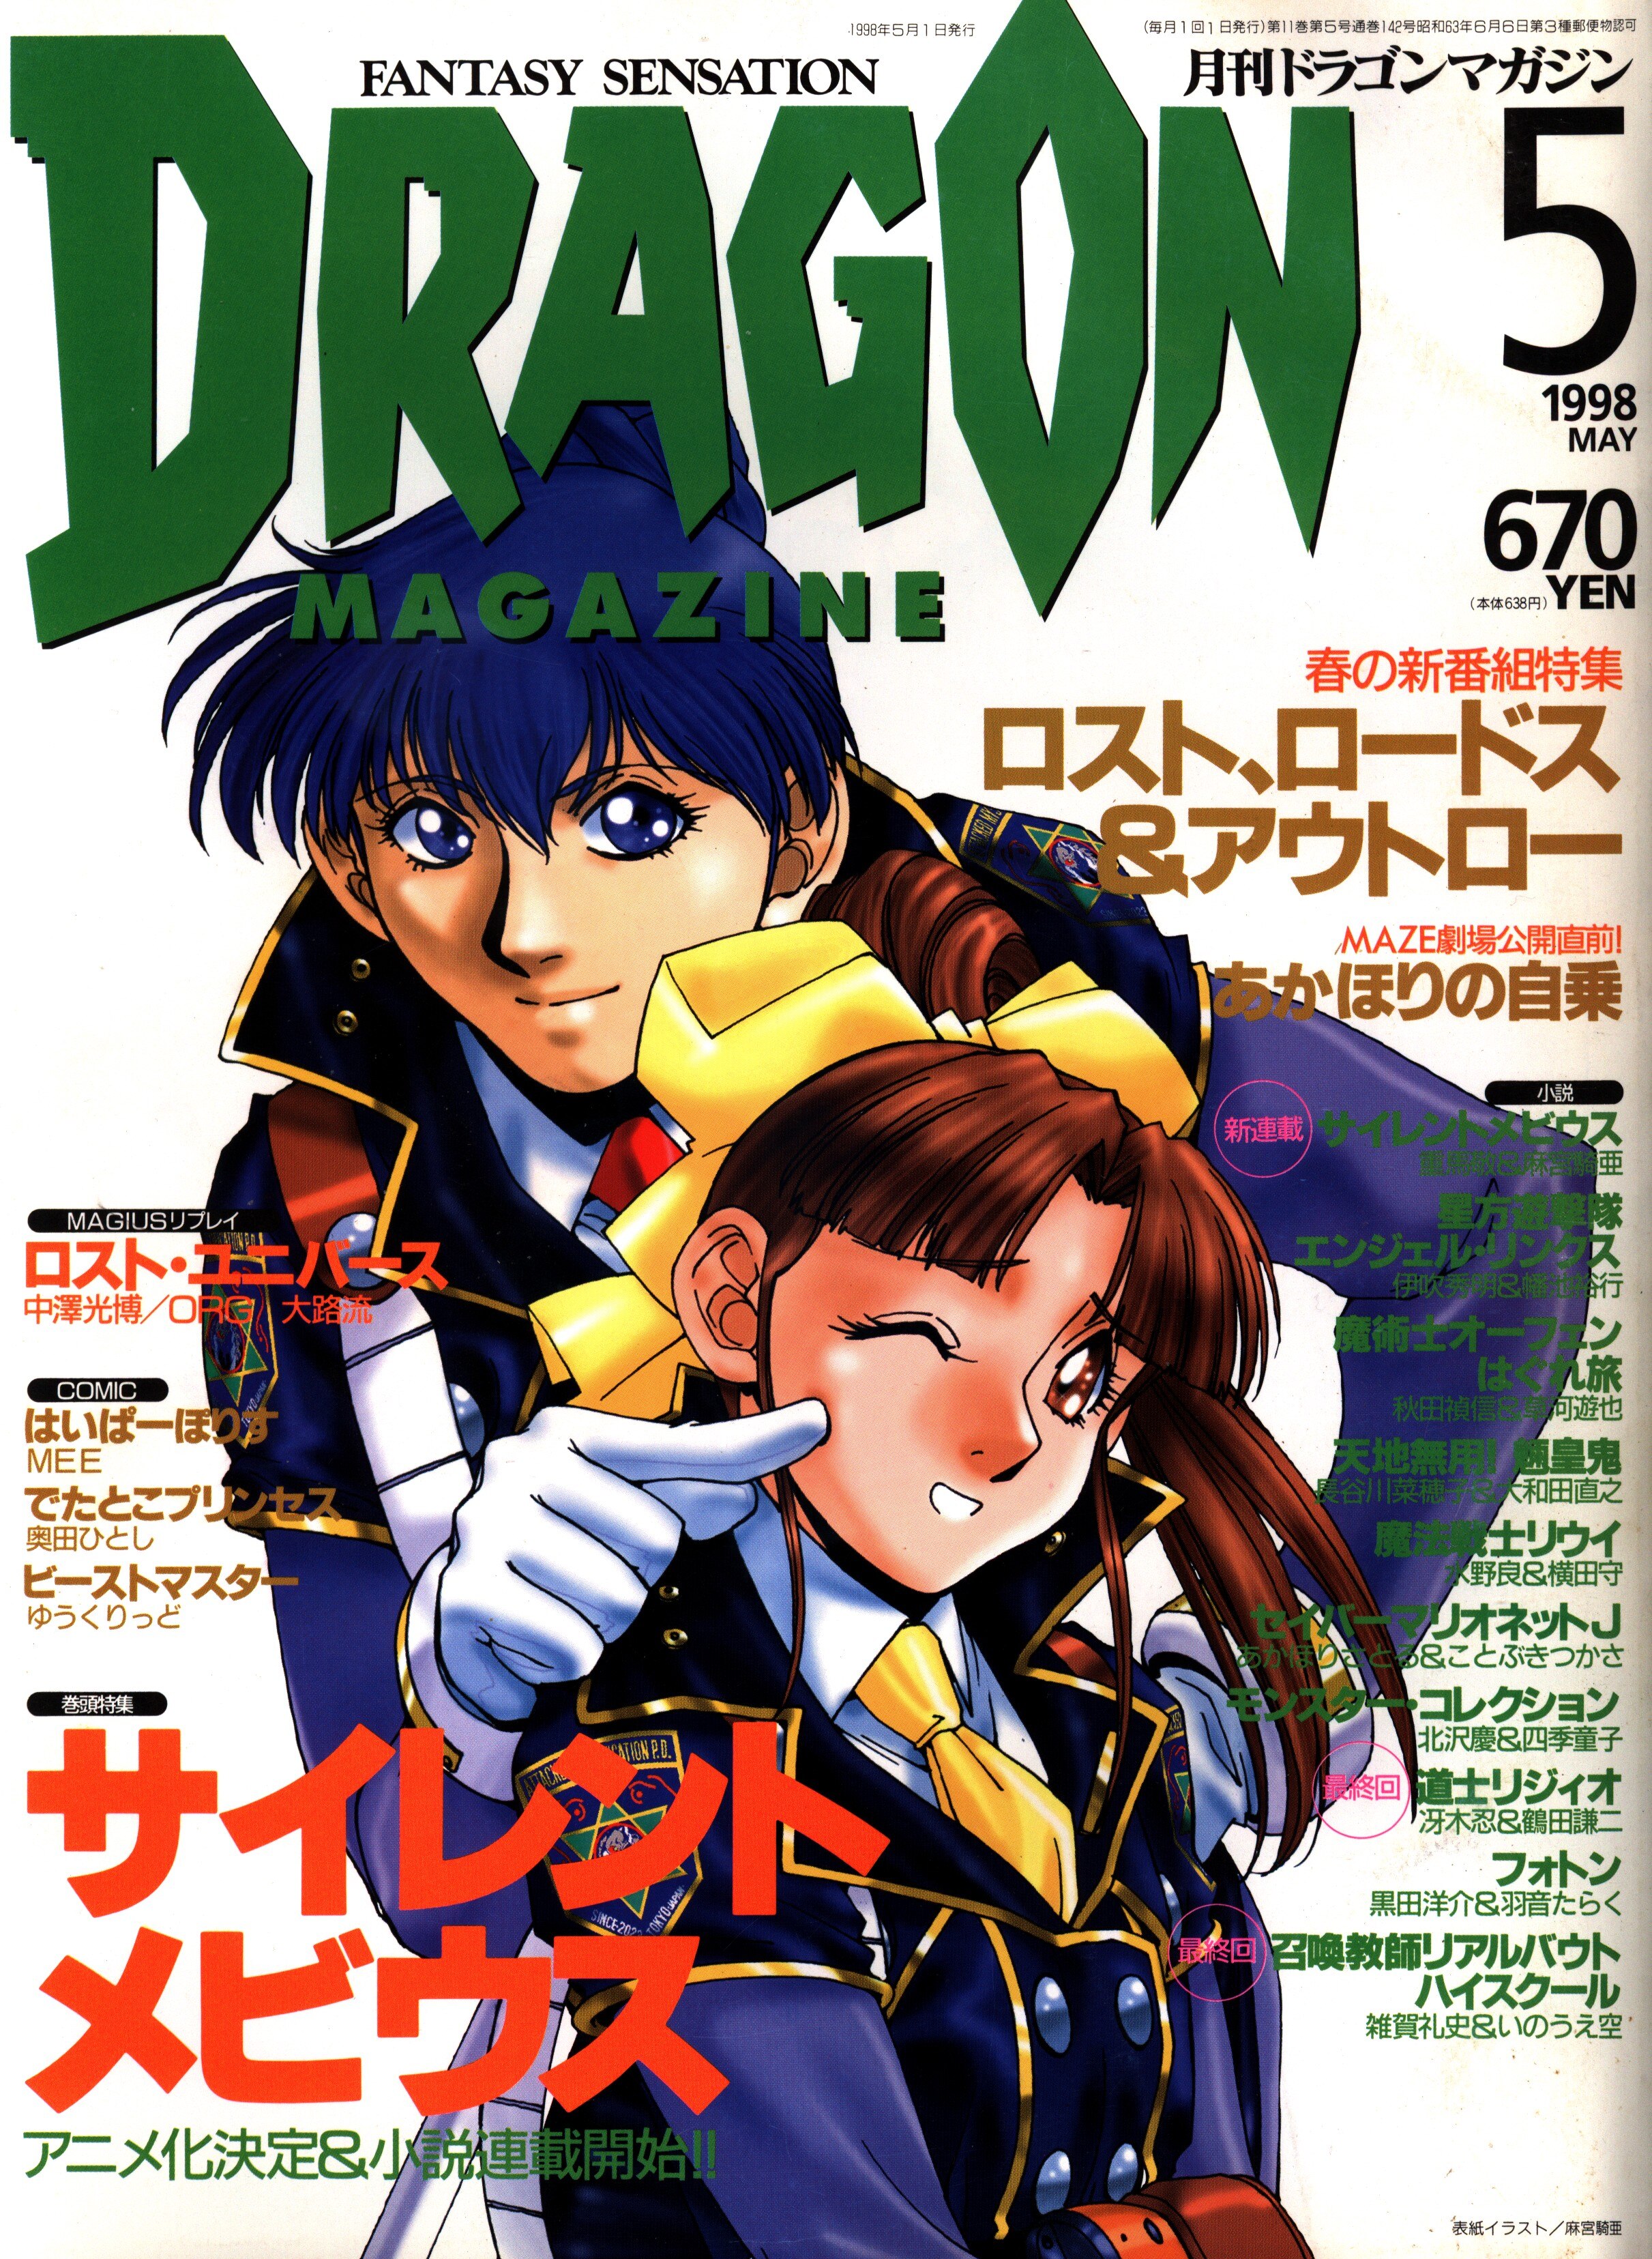 1998年5月1日発行
(毎月1回1日発行)第11巻第5号通巻142号昭和63年6月6日第3種郵便物認可
FANTASY SENSATION
月刊ドラゴンマガジン
DRAGON
MAGAZINE
5
1998
MAY
670
YEN
(本体638円)
春の新番組特集
ロスト、ロードス
&アウトロー
MAZE劇場公開直前!
あかほりの自乗
小説
新連載
サイレントメビウス
&麻宮騎亜
星方遊撃隊
エンジェル・リンクス
伊吹秀明&幡池裕行
魔術士オーフェン
はぐれ旅
秋田禎信&草河遊也
天地無用! 魎皇鬼
長谷川菜穂子&大和田直之
魔法戦士リウイ
水野良&横田守
セイバーマリオネットJ
あかほりさとる&ことぶきつかさ
モンスター・コレクション
北沢慶&四季童子
最終回
道士リジィオ
冴木忍&鶴田謙二
フォトン
黒田洋介&羽音たらく
最終回
召喚教師リアルバウト
ハイスクール
雑賀礼史&いのうえ空
MAGIUSリプレイ
ロスト・ユニバース
中澤光博/ORG 大路流
COMIC
はいぱーぽりす
MEE
でたとこプリンセス
奥田ひとし
ビーストマスター
ゆうくりっど
巻頭特集
サイレント
メビウス
アニメ化決定&小説連載開始!!
表紙イラスト/麻宮騎亜